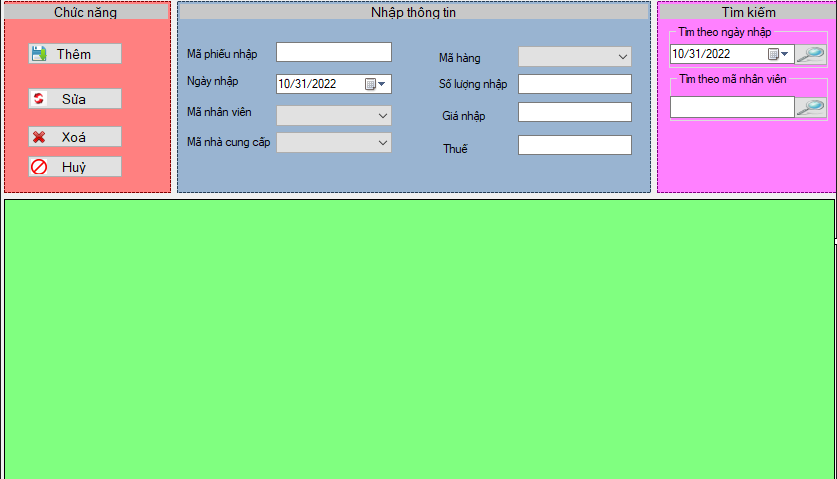 Chức năng
Thêm
Sửa
Xoá
Huỷ
Nhập thông tin
Mã phiếu nhập
Ngày nhập
10/31/2022
Mã nhân viên
Mã nhà cung cấp
Mã hàng
Số lượng nhập
Giá nhập
Thuế
Tìm kiếm
Tìm theo ngày nhập
10/31/2022
Tìm theo mã nhân viên